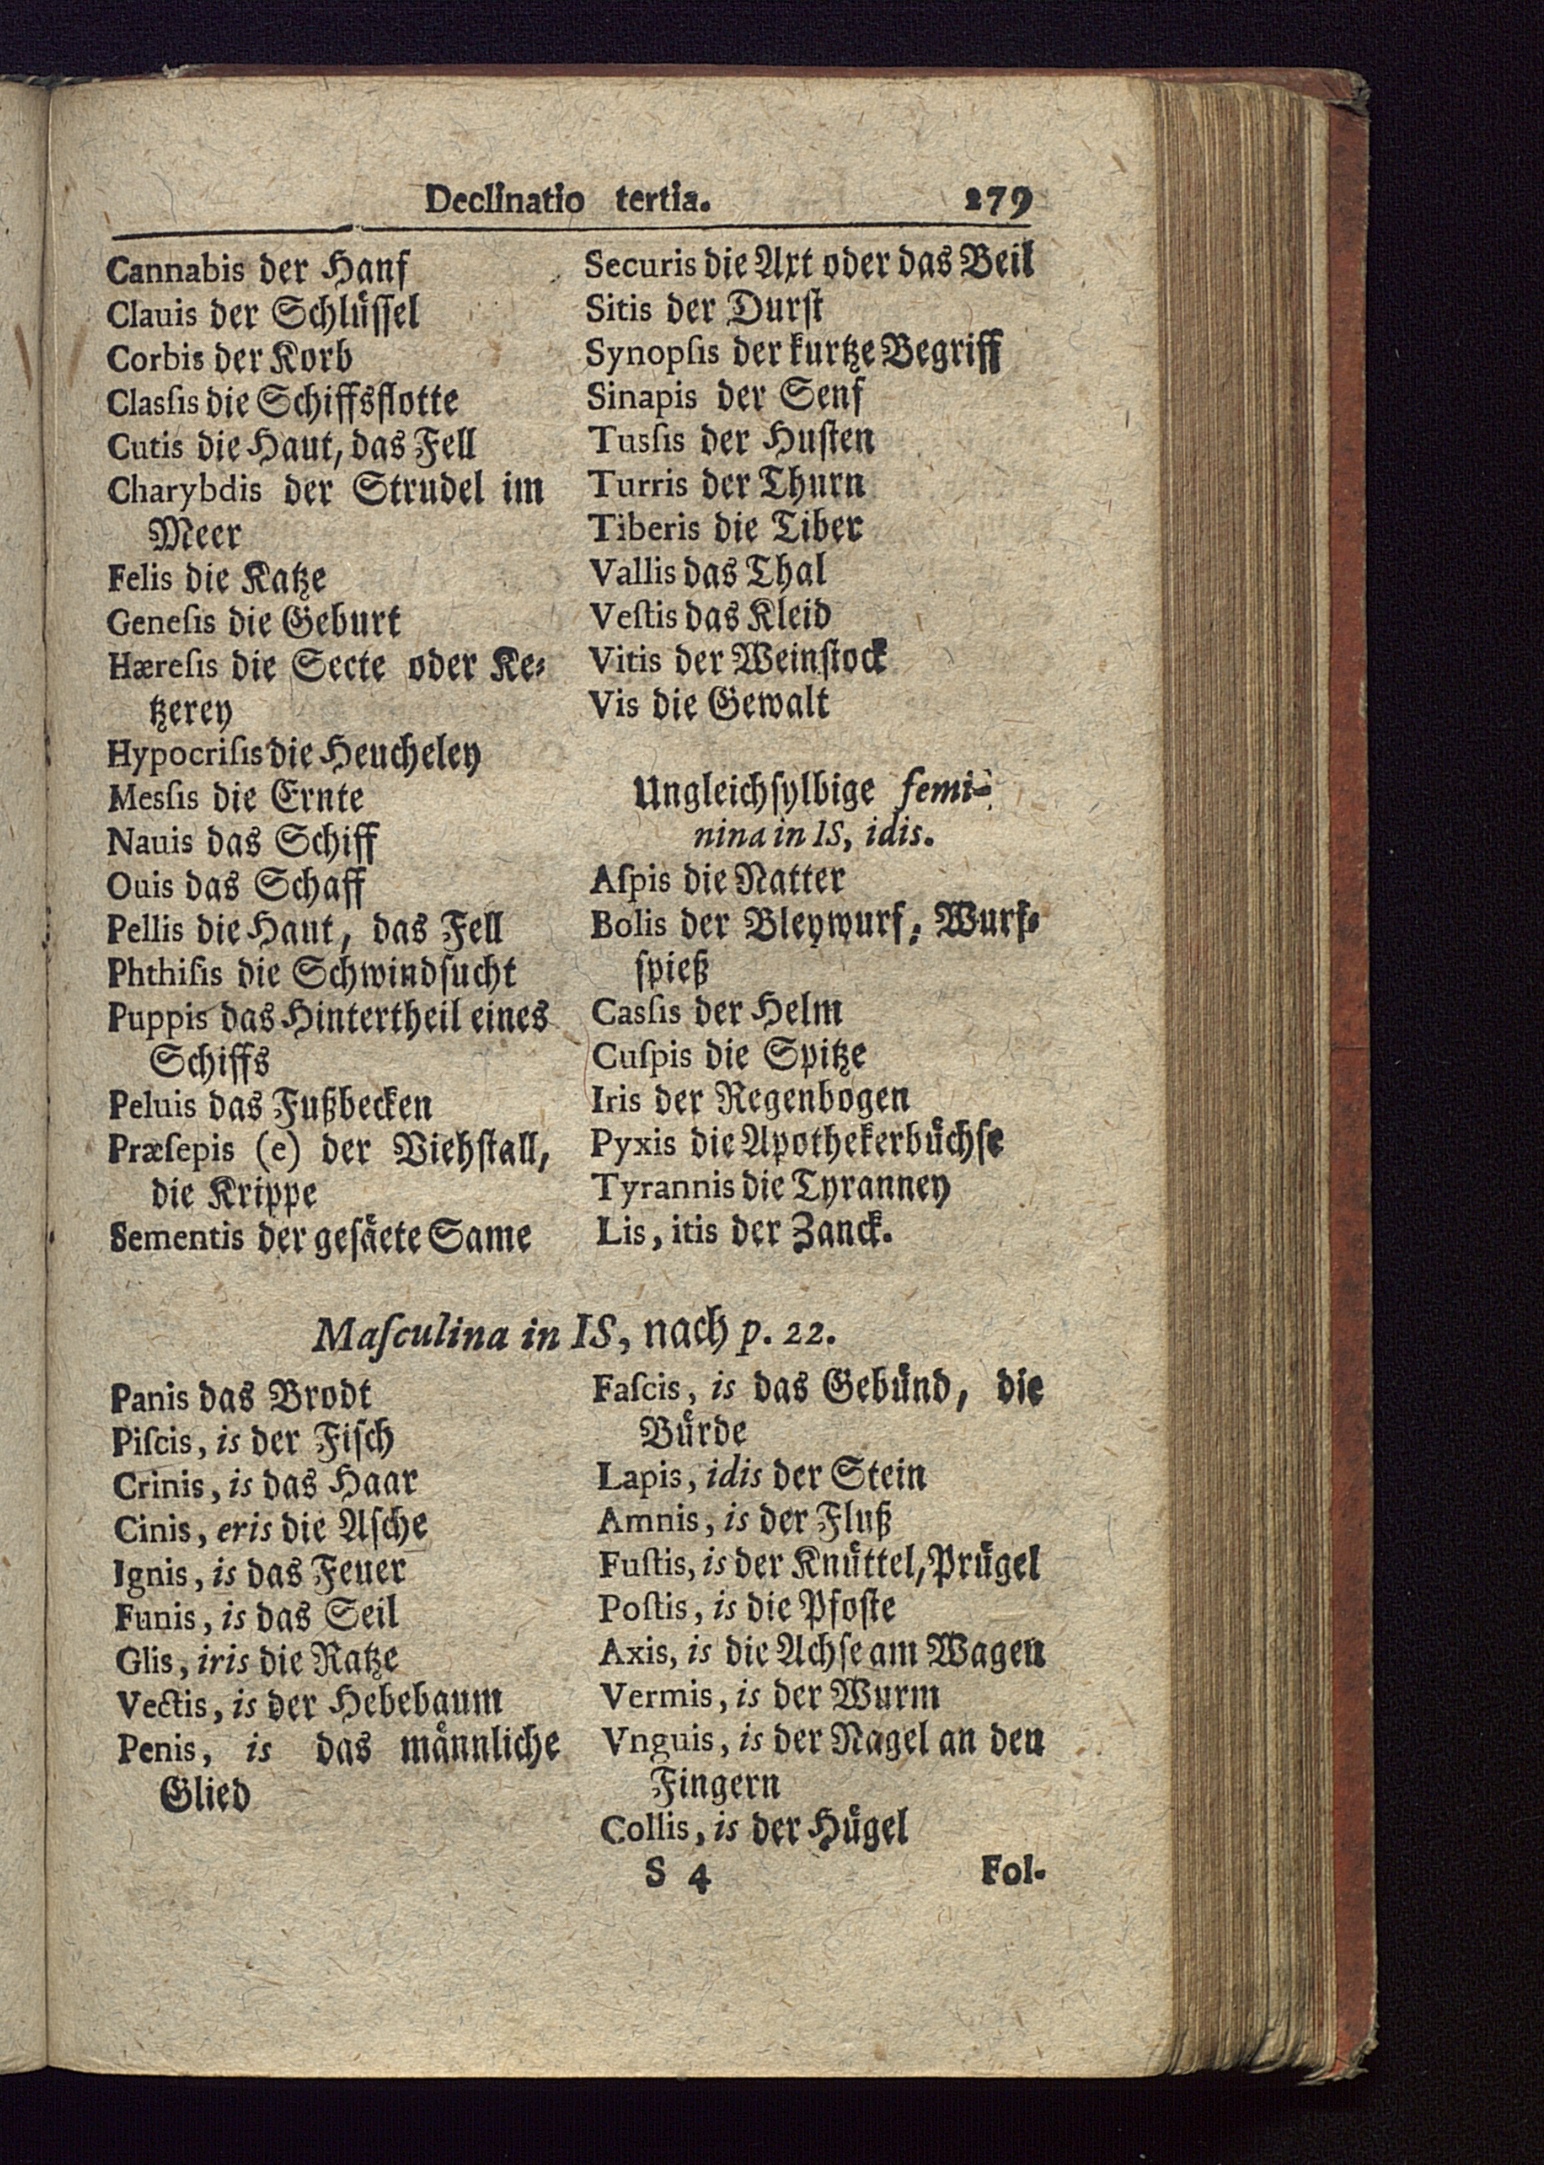 Declinatio tertia. 279
Cannabis der Hanf
Clauis der Schlüssel
Corbis der Korb
Clasſis die Schiffsflotte
Cutis die Haut, das Fell
Charybdis der Strudel im
Meer
Felis die Katze
Geneſis die Geburt
Hæreſis die Secte oder Ke-
tzerey
Hypocriſis die Heucheley
Mesſis die Ernte
Nauis das Schiff
Ouis das Schaff
Pellis die Haut, das Fell
Phthiſis die Schwindſucht
Puppis das Hintertheil eines
Schiffs
Peluis das Fußbecken
Præſepis (e) der Viehſtall,
die Krippe
Sementis der geſäete Same
Securis die Axt oder das Beil
Sitis der Durſt
Synopſis der kurtze Begriff
Sinapis der Senf
Tusſis der Huſten
Turris der Thurn
Tiberis die Tiber
Vallis das Thal
Veſtis das Kleid
Vitis der Weinſtock
Vis die Gewalt
Ungleichſylbige femi-
nina in IS, idis.
Aſpis die Natter
Bolis der Bleywurf, Wurf-
ſpieß
Casſis der Helm
Cuſpis die Spitze
Iris der Regenbogen
Pyxis die Apothekerbüchſe
Tyrannis die Tyranney
Lis, itis der Zanck.
Maſculina in IS, nach p. 22.
Panis das Brodt
Piſcis, is der Fiſch
Crinis, is das Haar
Cinis, eris die Aſche
Ignis, is das Feuer
Funis, is das Seil
Glis, iris die Ratze
Vectis, is der Hebebaum
Penis, is das männliche
Glied
Faſcis, is das Gebünd, die
Bürde
Lapis, idis der Stein
Amnis, is der Fluß
Fuſtis, is der Knüttel, Prügel
Poſtis, is die Pfoſte
Axis, is die Achſe am Wagen
Vermis, is der Wurm
Vnguis, is der Nagel an den
Fingern
Collis, is der Hügel
S 4 Fol-